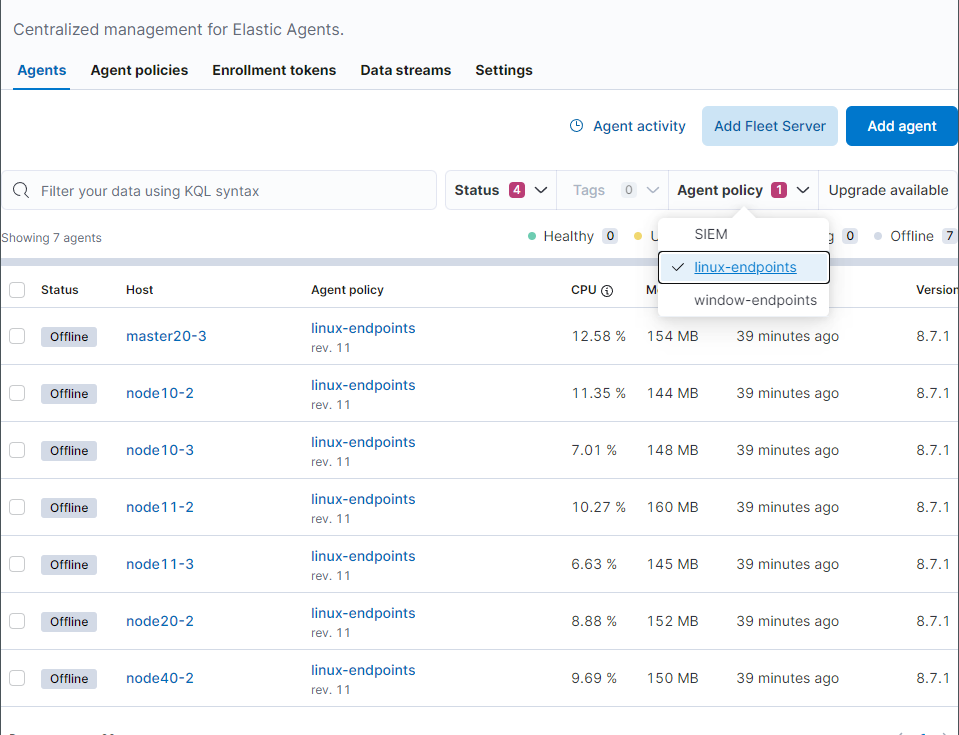 Centralized management for Elastic Agents.
Agents Agent policies Enrollment tokens Data streams Settings
Agent activity Add Fleet Server Add agent
Filter your data using KQL syntax Status 4 Tags 0 Agent policy 1 Upgrade available
Showing 7 agents Healthy 0 0 Offline 7
SIEM
linux-endpoints
window-endpoints
Status Host Agent policy CPU Version
Offline master20-3 linux-endpoints 12.58 % 154 MB 39 minutes ago 8.7.1
rev. 11
Offline node10-2 linux-endpoints 11.35 % 144 MB 39 minutes ago 8.7.1
rev. 11
Offline node10-3 linux-endpoints 7.01 % 148 MB 39 minutes ago 8.7.1
rev. 11
Offline node11-2 linux-endpoints 10.27 % 160 MB 39 minutes ago 8.7.1
rev. 11
Offline node11-3 linux-endpoints 6.63 % 145 MB 39 minutes ago 8.7.1
rev. 11
Offline node20-2 linux-endpoints 8.88 % 152 MB 39 minutes ago 8.7.1
rev. 11
Offline node40-2 linux-endpoints 9.69 % 150 MB 39 minutes ago 8.7.1
rev. 11